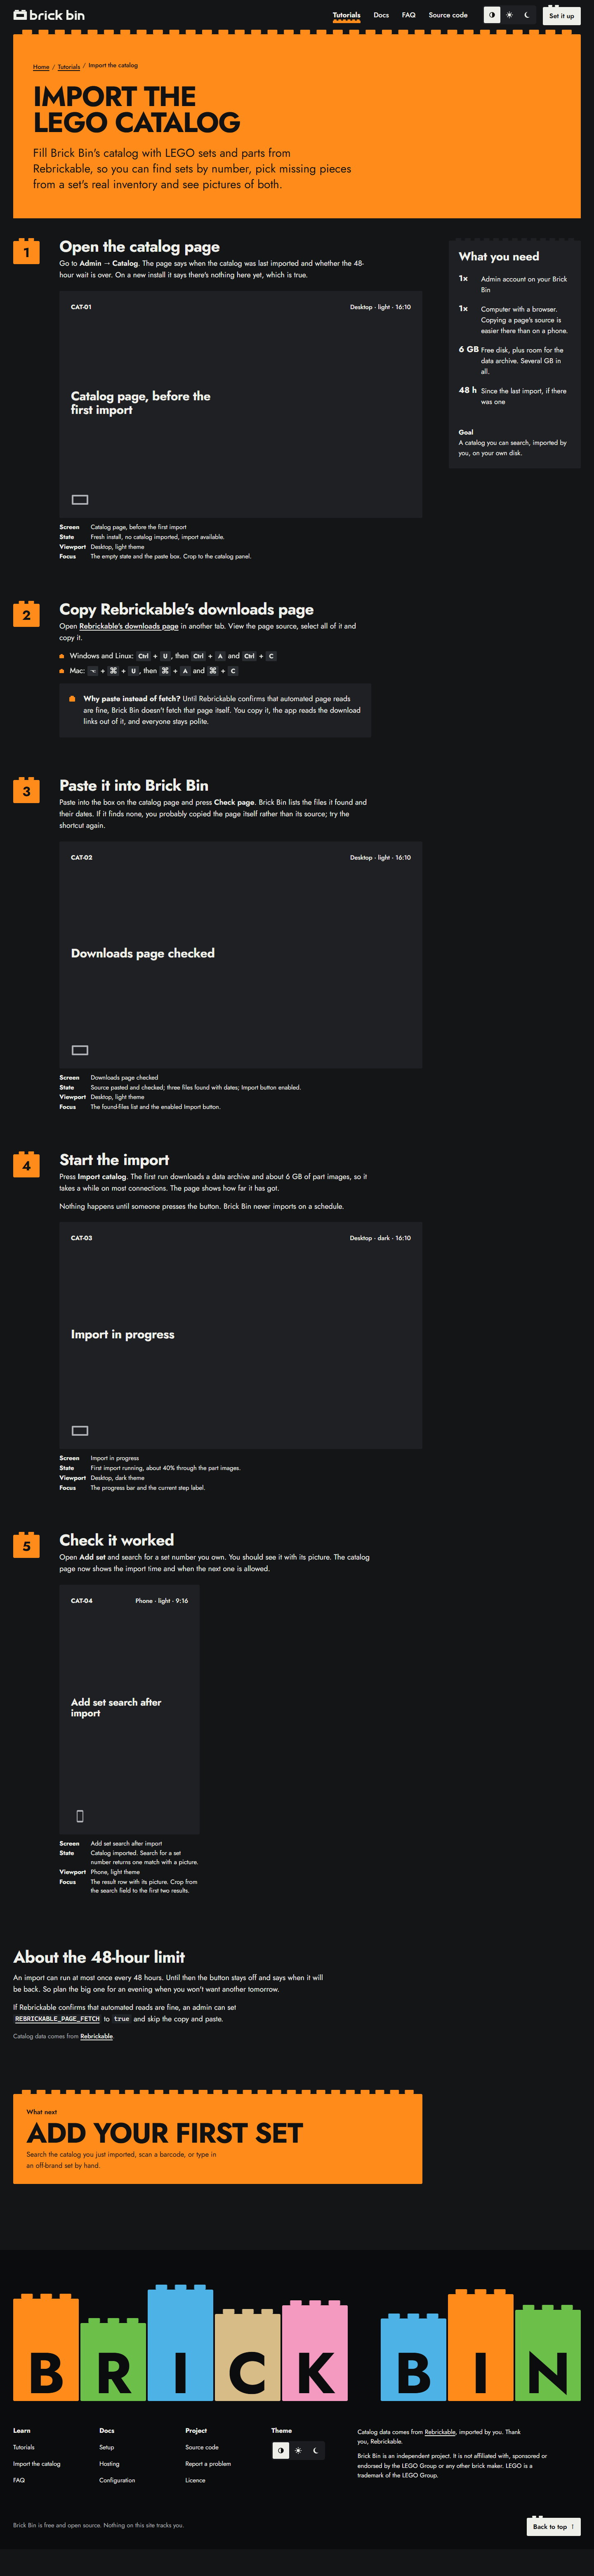 brick bin
Tutorials
Docs
FAQ
Source code
Set it up
Home / Tutorials / Import the catalog
IMPORT THE
LEGO CATALOG
Fill Brick Bin's catalog with LEGO sets and parts from
Rebrickable, so you can find sets by number, pick missing pieces
from a set's real inventory and see pictures of both.
1
Open the catalog page
Go to Admin → Catalog. The page says when the catalog was last imported and whether the 48-
hour wait is over. On a new install it says there's nothing here yet, which is true.
CAT-01
Desktop · light · 16:10
Catalog page, before the
first import
Screen Catalog page, before the first import
State Fresh install, no catalog imported, import available.
Viewport Desktop, light theme
Focus The empty state and the paste box. Crop to the catalog panel.
What you need
1x Admin account on your Brick
Bin
1x Computer with a browser.
Copying a page's source is
easier there than on a phone.
6 GB Free disk, plus room for the
data archive. Several GB in
all.
48 h Since the last import, if there
was one
Goal
A catalog you can search, imported by
you, on your own disk.
2
Copy Rebrickable's downloads page
Open Rebrickable's downloads page in another tab. View the page source, select all of it and
copy it.
Windows and Linux: Ctrl + U, then Ctrl + A and Ctrl + C
Mac: ⌥ + ⌘ + U, then ⌘ + A and ⌘ + C
Why paste instead of fetch? Until Rebrickable confirms that automated page reads
are fine, Brick Bin doesn't fetch that page itself. You copy it, the app reads the download
links out of it, and everyone stays polite.
3
Paste it into Brick Bin
Paste into the box on the catalog page and press Check page. Brick Bin lists the files it found and
their dates. If it finds none, you probably copied the page itself rather than its source; try the
shortcut again.
CAT-02
Desktop · light · 16:10
Downloads page checked
Screen Downloads page checked
State Source pasted and checked; three files found with dates; Import button enabled.
Viewport Desktop, light theme
Focus The found-files list and the enabled Import button.
4
Start the import
Press Import catalog. The first run downloads a data archive and about 6 GB of part images, so it
takes a while on most connections. The page shows how far it has got.
Nothing happens until someone presses the button. Brick Bin never imports on a schedule.
CAT-03
Desktop · dark · 16:10
Import in progress
Screen Import in progress
State First import running, about 40% through the part images.
Viewport Desktop, dark theme
Focus The progress bar and the current step label.
5
Check it worked
Open Add set and search for a set number you own. You should see it with its picture. The catalog
page now shows the import time and when the next one is allowed.
CAT-04
Phone · light · 9:16
Add set search after
import
Screen Add set search after import
State Catalog imported. Search for a set
number returns one match with a picture.
Viewport Phone, light theme
Focus The result row with its picture. Crop from
the search field to the first two results.
About the 48-hour limit
An import can run at most once every 48 hours. Until then the button stays off and says when it will
be back. So plan the big one for an evening when you won't want another tomorrow.
If Rebrickable confirms that automated reads are fine, an admin can set
REBRICKABLE_PAGE_FETCH to true and skip the copy and paste.
Catalog data comes from Rebrickable.
What next
ADD YOUR FIRST SET
Search the catalog you just imported, scan a barcode, or type in
an off-brand set by hand.
BRICK BIN
Learn
Tutorials
Import the catalog
FAQ
Docs
Setup
Hosting
Configuration
Project
Source code
Report a problem
Licence
Theme
Catalog data comes from Rebrickable, imported by you. Thank
you, Rebrickable.
Brick Bin is an independent project. It is not affiliated with, sponsored or
endorsed by the LEGO Group or any other brick maker. LEGO is a
trademark of the LEGO Group.
Brick Bin is free and open source. Nothing on this site tracks you.
Back to top ↑